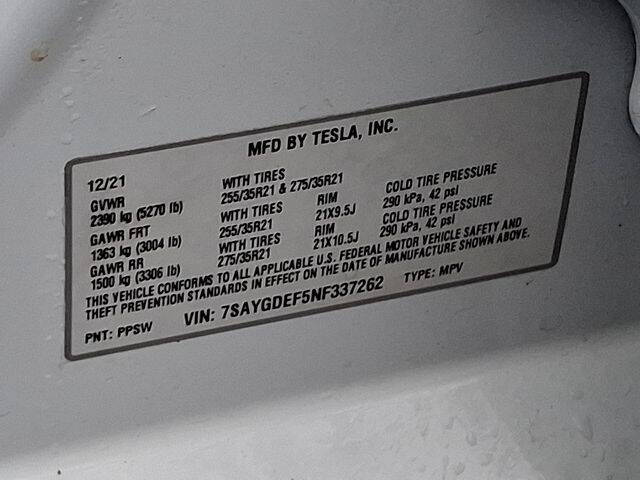 MFD BY TESLA, INC.
12/21
GVWR WITH TIRES
2390 kg (5270 lb) 255/35R21 & 275/35R21
GAWR FRT WITH TIRES RIM COLD TIRE PRESSURE
1363 kg (3004 lb) 255/35R21 21X9.5J 290 kPa, 42 psi
GAWR RR WITH TIRES RIM COLD TIRE PRESSURE
1500 kg (3306 lb) 275/35R21 21X10.5J 290 kPa, 42 psi
THIS VEHICLE CONFORMS TO ALL APPLICABLE U.S. FEDERAL MOTOR VEHICLE SAFETY AND
THEFT PREVENTION STANDARDS IN EFFECT ON THE DATE OF MANUFACTURE SHOWN ABOVE.
PNT: PPSW VIN: 7SAYGDEF5NF337262 TYPE: MPV